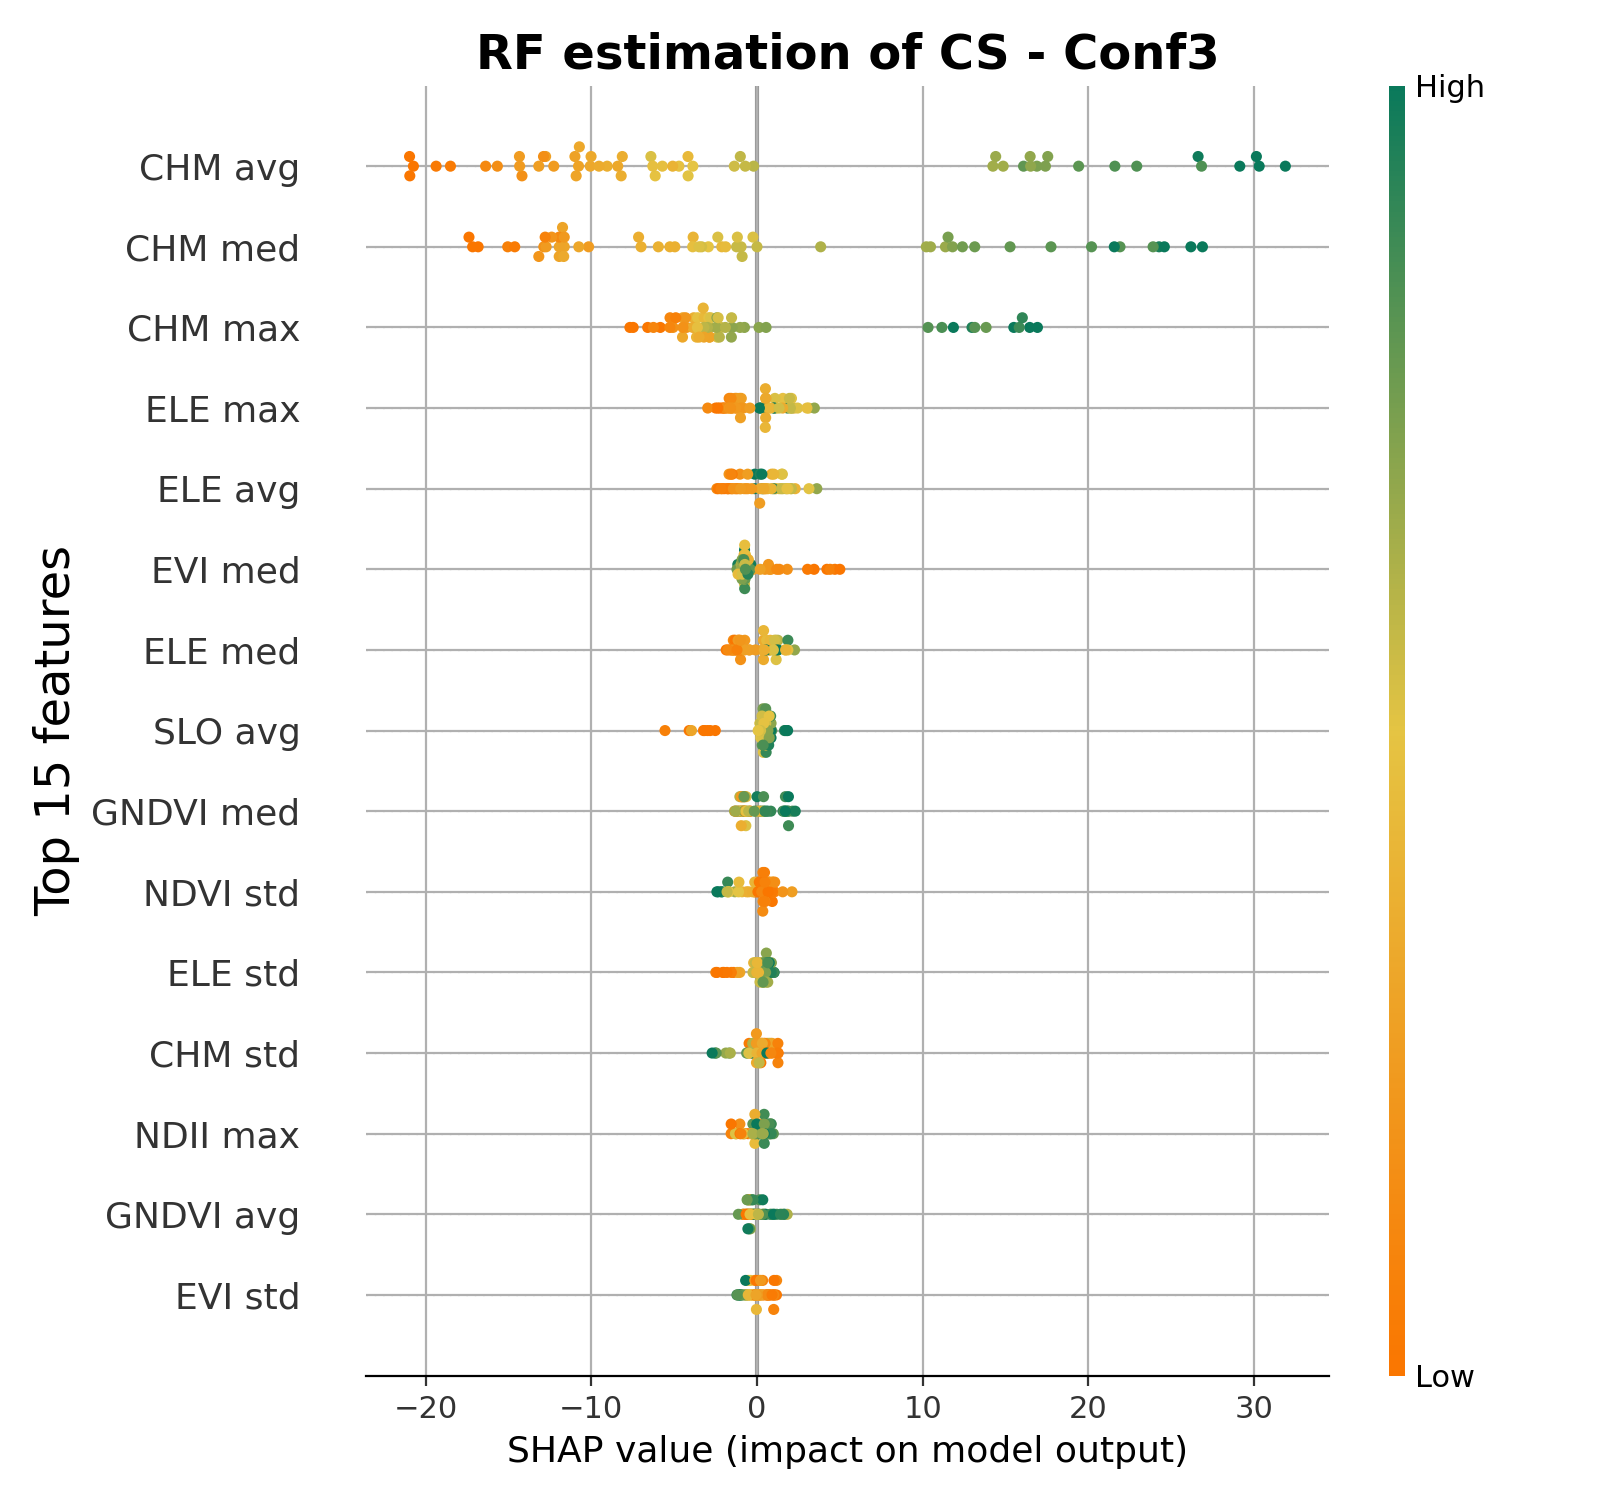 RF estimation of CS - Conf3
High
CHM avg
CHM med
CHM max
ELE max
ELE avg
EVI med
ELE med
SLO avg
GNDVI med
NDVI std
ELE std
CHM std
NDII max
GNDVI avg
EVI std
Top 15 features
Low
−20
−10
0
10
20
30
SHAP value (impact on model output)